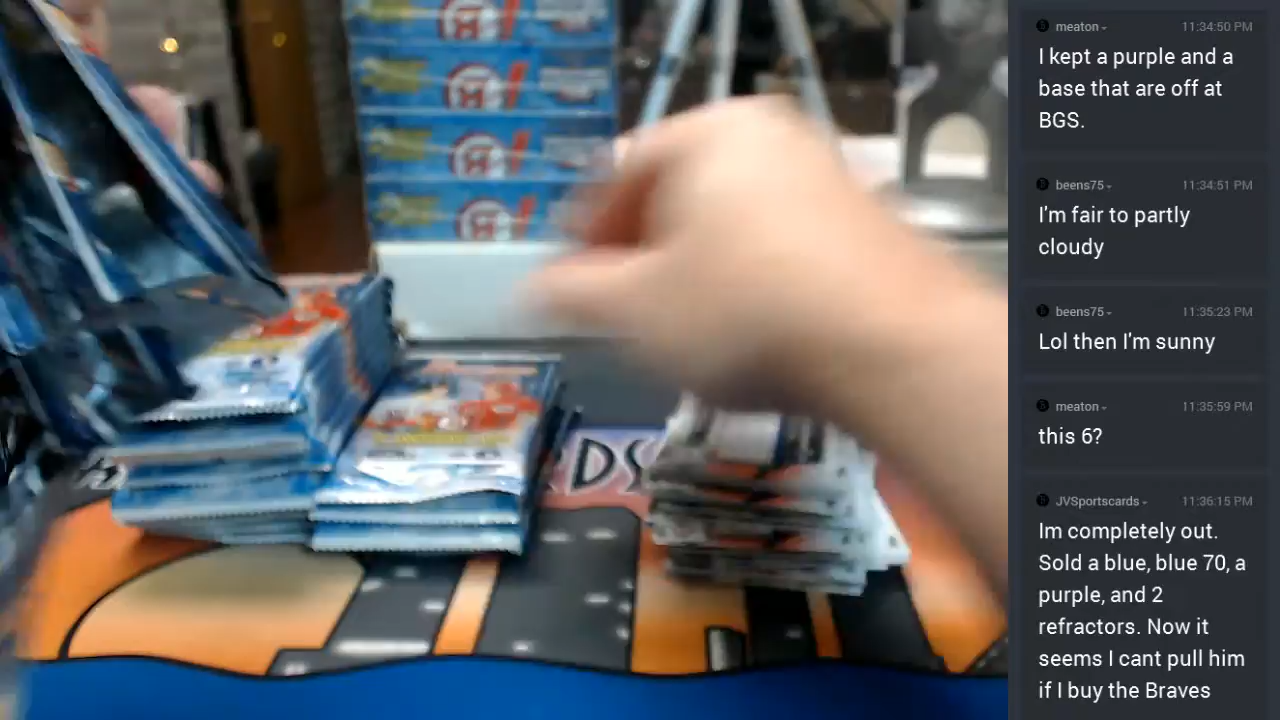 meaton
11:34:50 PM
I kept a purple and a
base that are off at
BGS.
beens75
11:34:51 PM
I'm fair to partly
cloudy
beens75
11:35:23 PM
Lol then I'm sunny
meaton
11:35:59 PM
this 6?
JVSportscards
11:36:15 PM
Im completely out.
Sold a blue, blue 70, a
purple, and 2
refractors. Now it
seems I cant pull him
if I buy the Braves